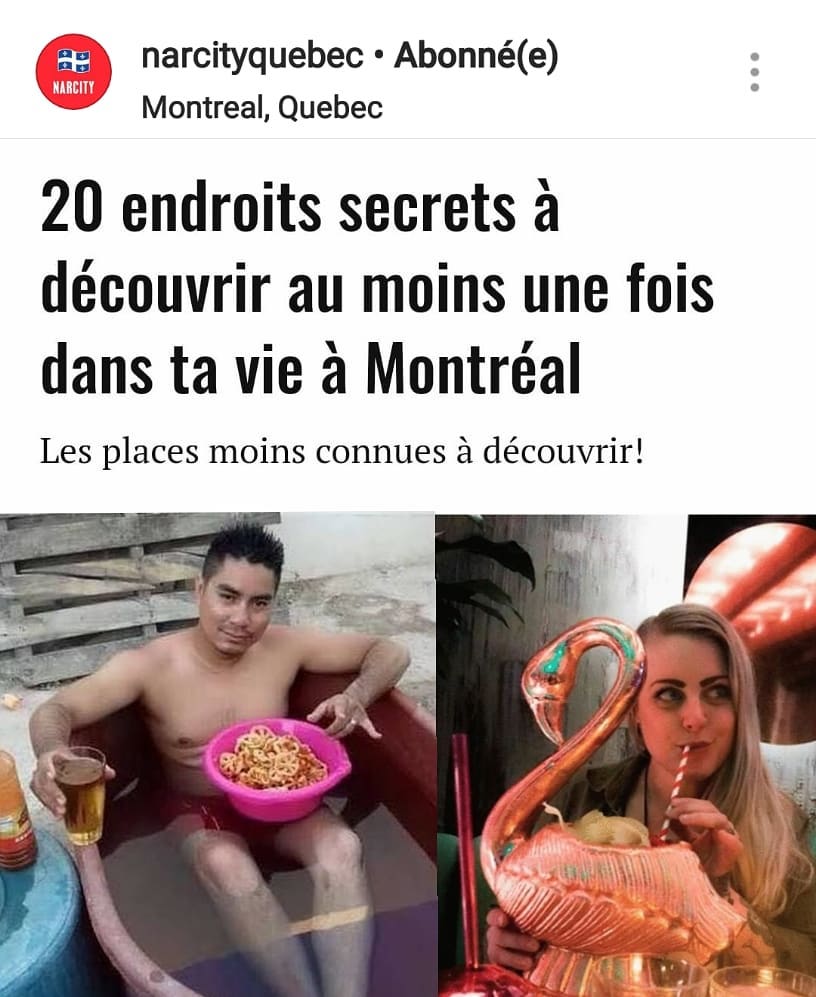 narcityquebec • Abonné(e)
NARCITY
Montreal, Quebec
20 endroits secrets à
découvrir au moins une fois
dans ta vie à Montréal
Les places moins connues à découvrir!